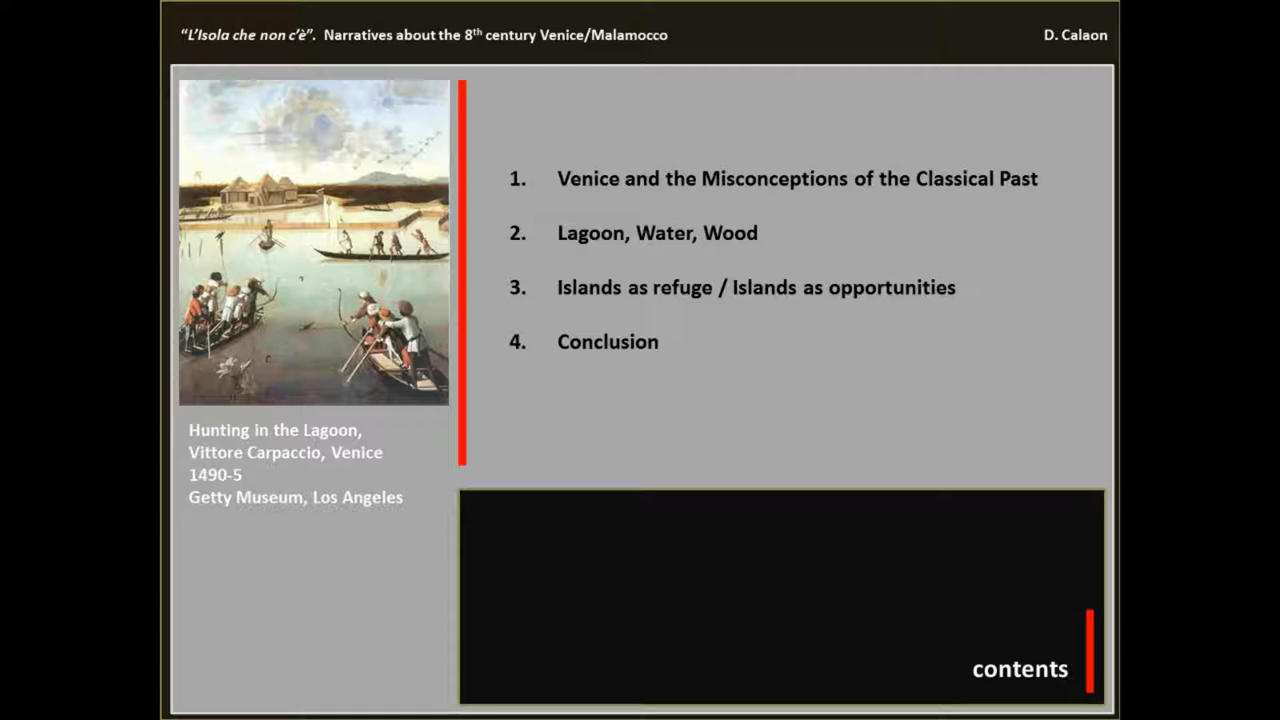 “L’Isola che non c’è”. Narratives about the 8th century Venice/Malamocco
D. Calaon
1. Venice and the Misconceptions of the Classical Past
2. Lagoon, Water, Wood
3. Islands as refuge / Islands as opportunities
4. Conclusion
Hunting in the Lagoon,
Vittore Carpaccio, Venice
1490-5
Getty Museum, Los Angeles
contents